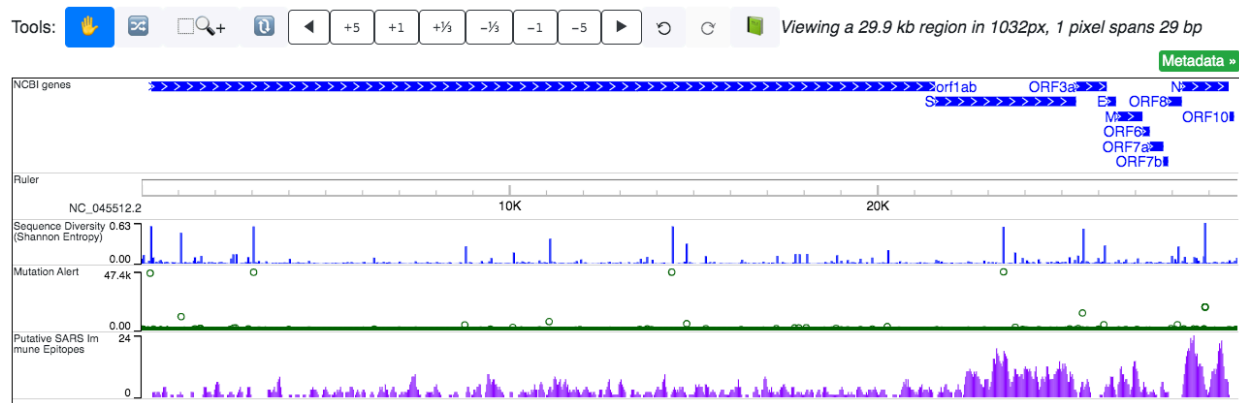 Tools: + +5 +1 +⅓ -⅓ -1 -5 Viewing a 29.9 kb region in 1032px, 1 pixel spans 29 bp
Metadata »
NCBI genes orf1ab ORF3a N
S E ORF8
M ORF10
ORF6
ORF7a
ORF7b
Ruler
NC_045512.2 10K 20K
Sequence Diversity 0.63
(Shannon Entropy)
0.00
Mutation Alert 47.4k
0.00
Putative SARS Im 24
mune Epitopes
0